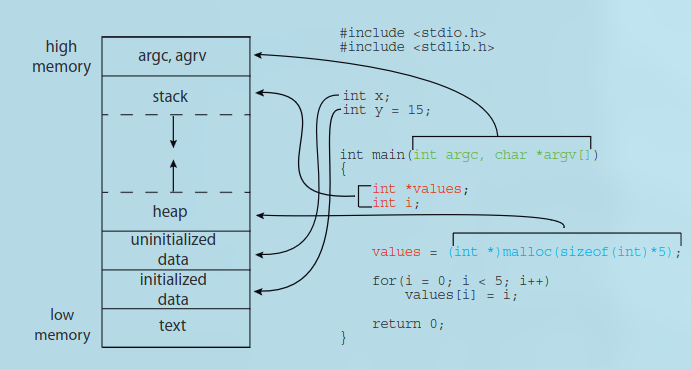 high
memory
argc, agrv
stack
heap
uninitialized
data
initialized
data
text
low
memory
#include <stdio.h>
#include <stdlib.h>
int x;
int y = 15;
int main(int argc, char *argv[])
{
int *values;
int i;
values = (int *)malloc(sizeof(int)*5);
for(i = 0; i < 5; i++)
values[i] = i;
return 0;
}